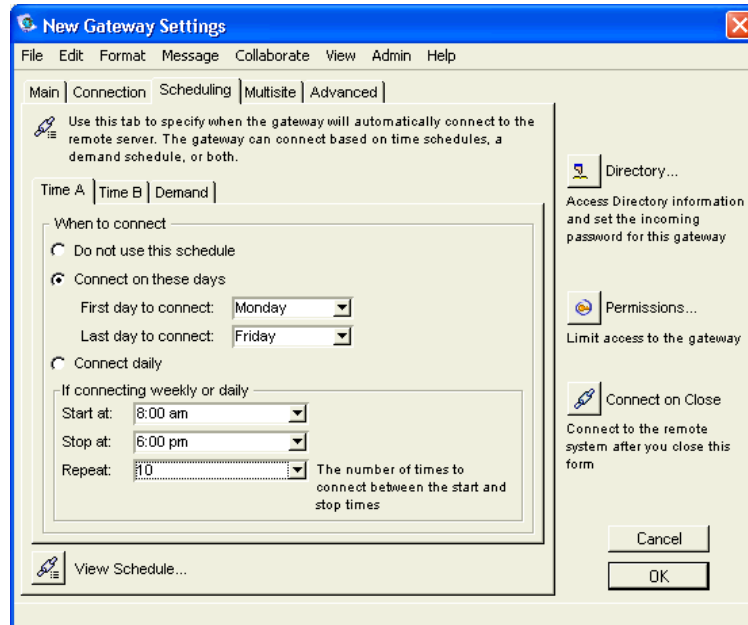 New Gateway Settings
File Edit Format Message Collaborate View Admin Help
Main Connection Scheduling Multisite Advanced
Use this tab to specify when the gateway will automatically connect to the
remote server. The gateway can connect based on time schedules, a
demand schedule, or both.
Time A Time B Demand
When to connect
Do not use this schedule
Connect on these days
First day to connect: Monday
Last day to connect: Friday
Connect daily
If connecting weekly or daily
Start at: 8:00 am
Stop at: 6:00 pm
Repeat: 10
The number of times to
connect between the start and
stop times
View Schedule...
Directory...
Access Directory information
and set the incoming
password for this gateway
Permissions...
Limit access to the gateway
Connect on Close
Connect to the remote
system after you close this
form
Cancel
OK